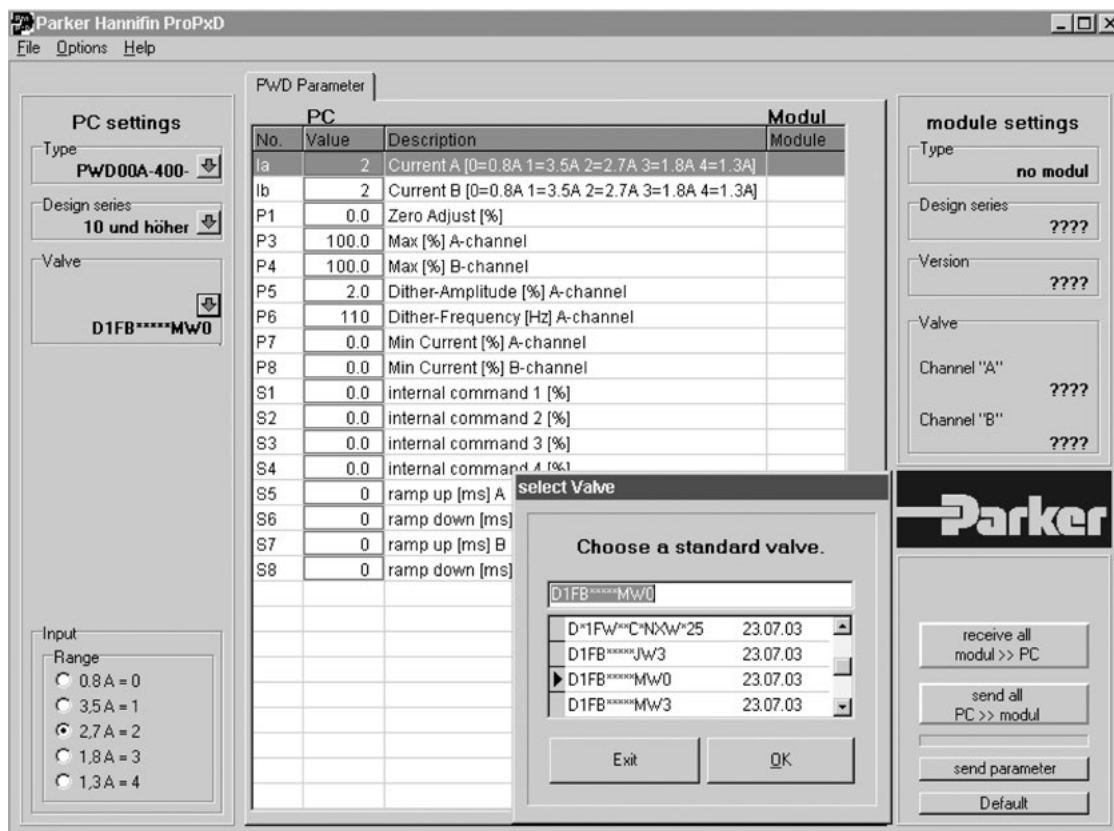 Parker Hannifin ProPxD
File Options Help
PC settings
Type
PWD00A-400-
Design series
10 und höher
Valve
D1FB*****MW0
Input
Range
0.8 A = 0
3,5 A = 1
2,7 A = 2
1,8 A = 3
1,3 A = 4
PWD Parameter
PC Modul
No. Value Description Module
Ia 2 Current A [0=0.8A 1=3.5A 2=2.7A 3=1.8A 4=1.3A]
Ib 2 Current B [0=0.8A 1=3.5A 2=2.7A 3=1.8A 4=1.3A]
P1 0.0 Zero Adjust [%]
P3 100.0 Max [%] A-channel
P4 100.0 Max [%] B-channel
P5 2.0 Dither-Amplitude [%] A-channel
P6 110 Dither-Frequency [Hz] A-channel
P7 0.0 Min Current [%] A-channel
P8 0.0 Min Current [%] B-channel
S1 0.0 internal command 1 [%]
S2 0.0 internal command 2 [%]
S3 0.0 internal command 3 [%]
S4 0.0 internal command 4 [%]
S5 0 ramp up [ms] A
S6 0 ramp down [ms]
S7 0 ramp up [ms] B
S8 0 ramp down [ms]
select Valve
Choose a standard valve.
D1FB*****MW0
D*1FW**C*NXW*25 23.07.03
D1FB*****JW3 23.07.03
D1FB*****MW0 23.07.03
D1FB*****MW3 23.07.03
Exit OK
module settings
Type
no modul
Design series
????
Version
????
Valve
Channel "A"
????
Channel "B"
????
Parker
receive all
modul >> PC
send all
PC >> modul
send parameter
Default